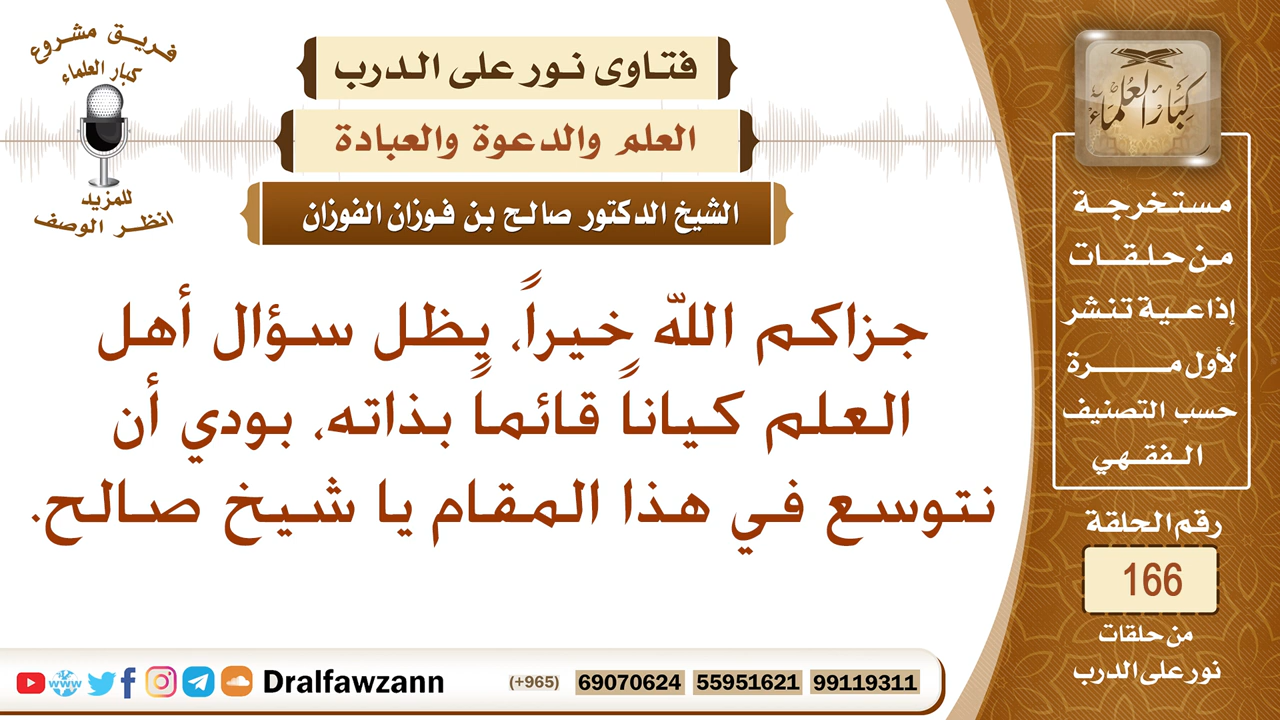 فريق مشروع
كبار العلماء
للمزيد
انظر الوصف
فتاوى نور على الدرب
العلم والدعوة والعبادة
الشيخ الدكتور صالح بن فوزان الفوزان
جزاكم الله خيراً، يظل سؤال أهل
العلم كياناً قائماً بذاته، بودي أن
نتوسع في هذا المقام يا شيخ صالح.
كبار العلماء
مستخرجة
من حلقات
إذاعية تنشر
لأول مرة
حسب التصنيف
الفقهي
رقم الحلقة
166
من حلقات
نور على الدرب
www
Dralfawzann
(+965) 69070624 55951621 99119311